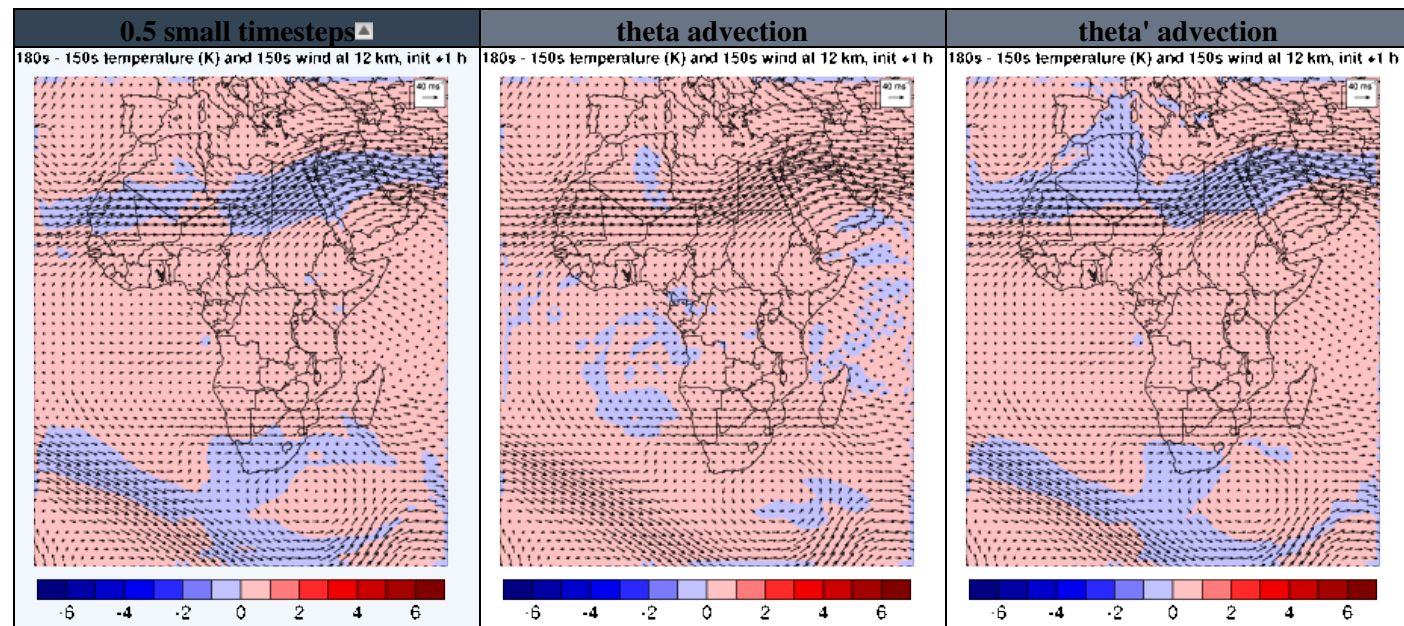 0.5 small timesteps
theta advection
theta' advection
180s - 150s temperature (K) and 150s wind at 12 km, init +1 h
180s - 150s temperature (K) and 150s wind at 12 km, init +1 h
180s - 150s temperature (K) and 150s wind at 12 km, init +1 h
40 ms
40 ms
40 ms
-6 -4 -2 0 2 4 6
-6 -4 -2 0 2 4 6
-6 -4 -2 0 2 4 6